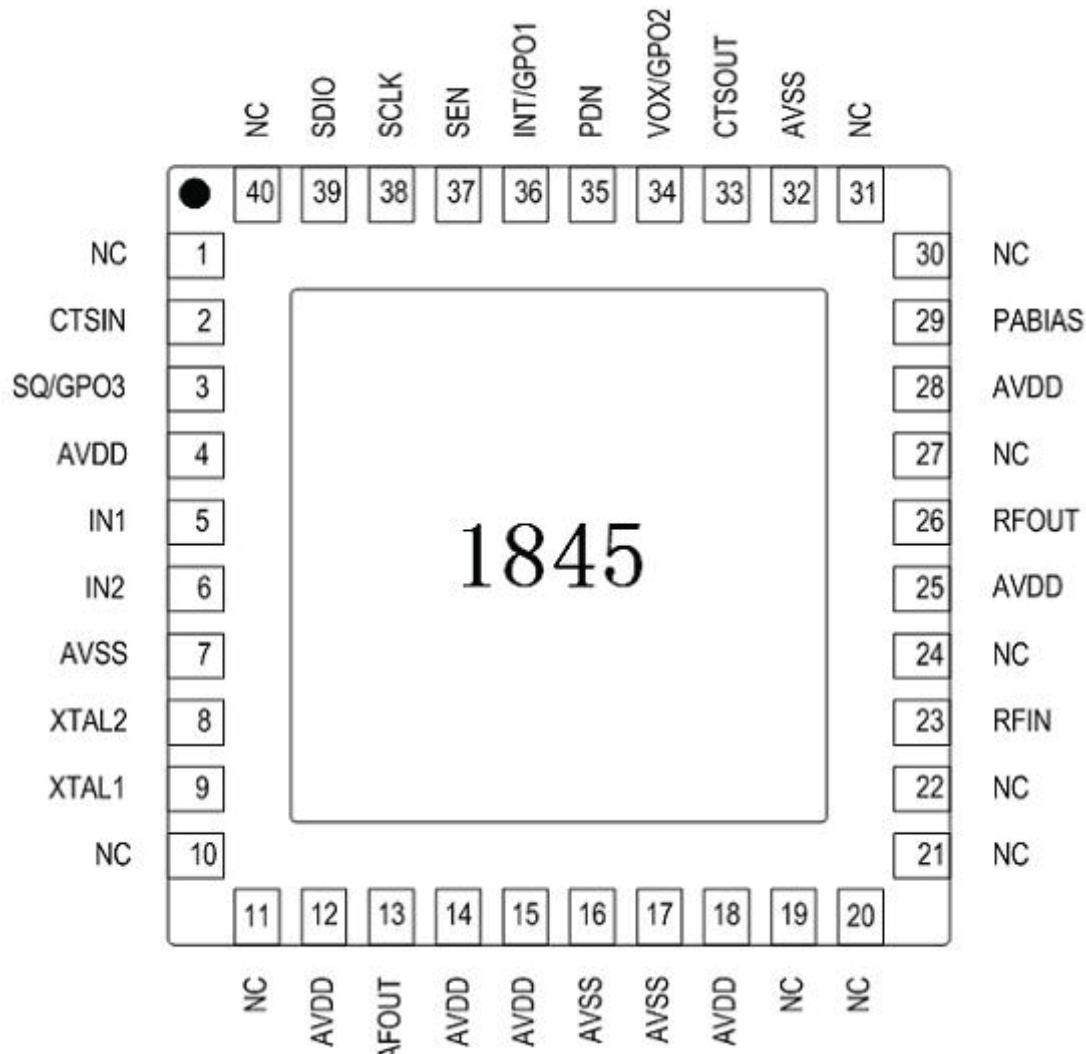 NC SDIO SCLK SEN INT/GPO1 PDN VOX/GPO2 CTSOUT AVSS NC
40 39 38 37 36 35 34 33 32 31
NC 1 30 NC
CTSIN 2 29 PABIAS
SQ/GPO3 3 28 AVDD
AVDD 4 27 NC
IN1 5 26 RFOUT
IN2 6 25 AVDD
AVSS 7 24 NC
XTAL2 8 23 RFIN
XTAL1 9 22 NC
NC 10 21 NC
1845
11 12 13 14 15 16 17 18 19 20
NC AVDD AFOUT AVDD AVDD AVSS AVSS AVDD NC NC